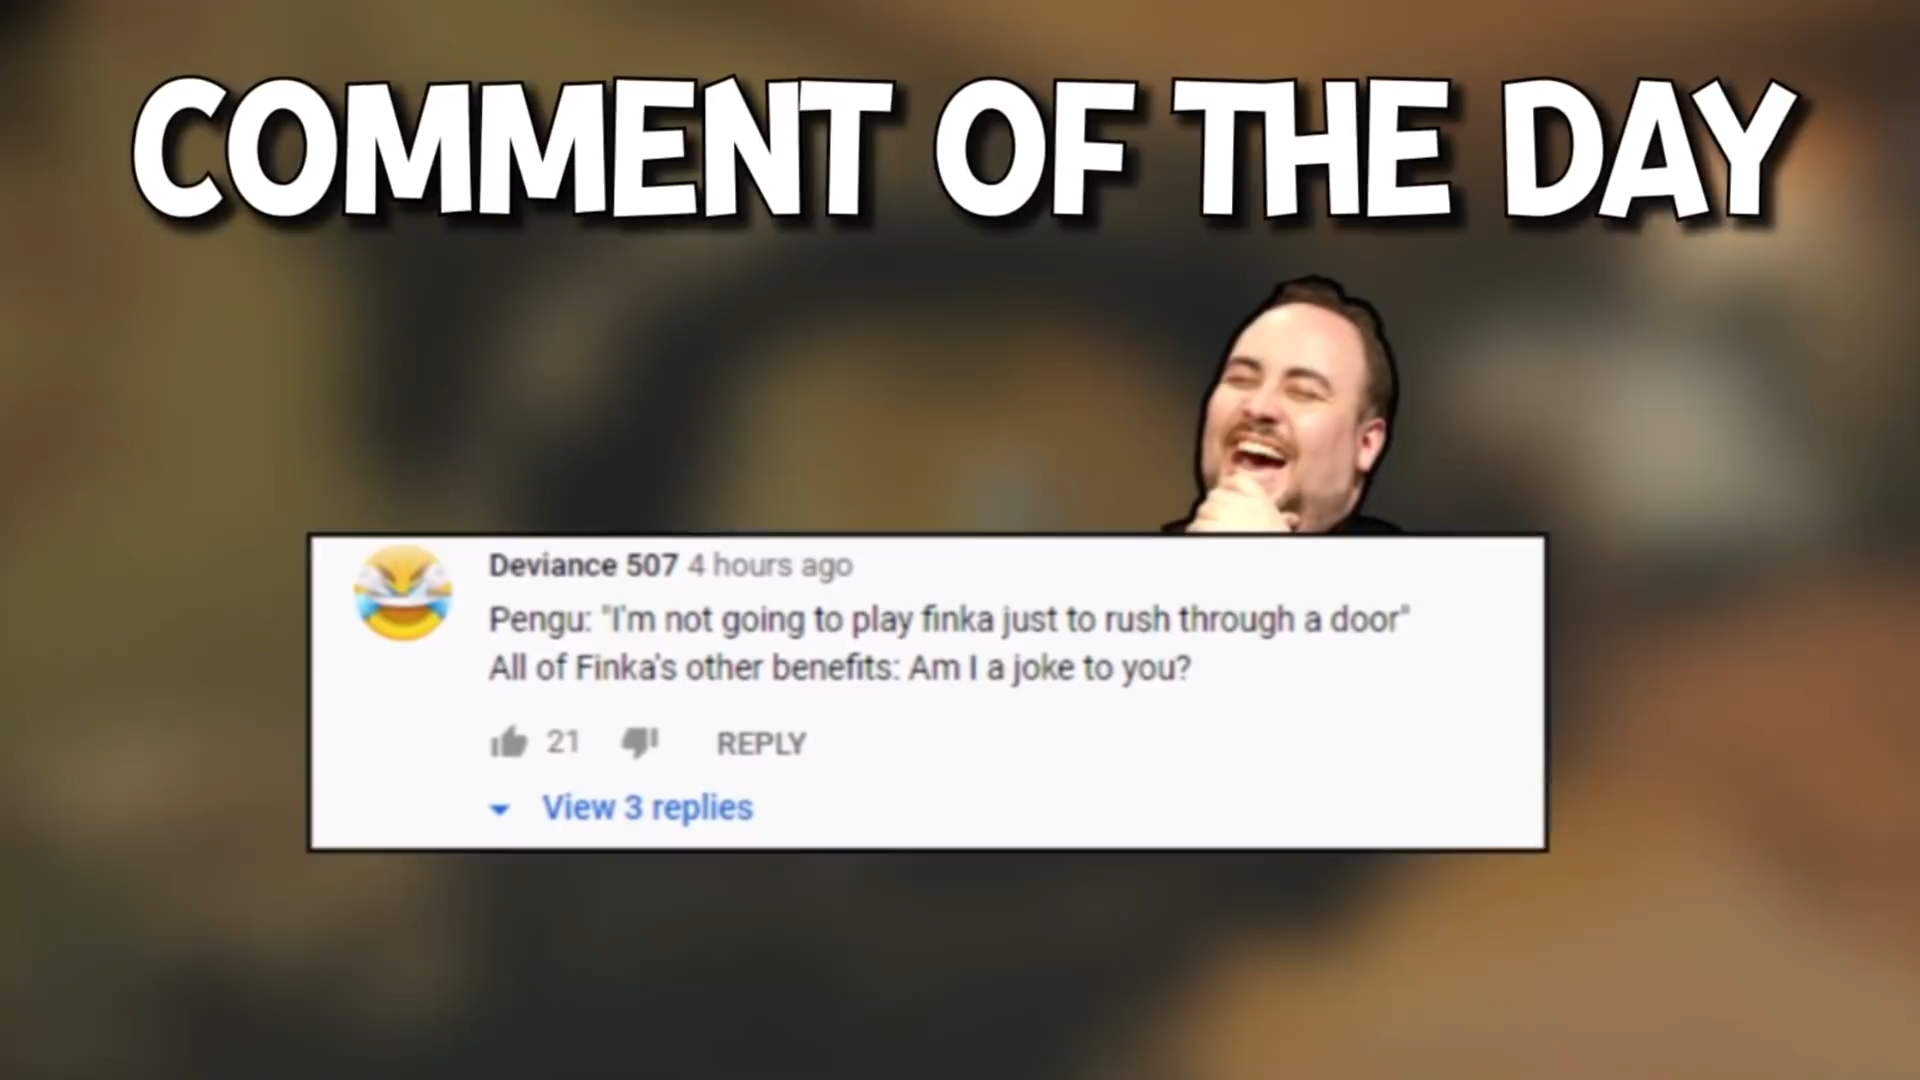 COMMENT OF THE DAY
Deviance 507 4 hours ago
Pengu: "I'm not going to play finka just to rush through a door"
All of Finka's other benefits: Am I a joke to you?
21 REPLY
View 3 replies